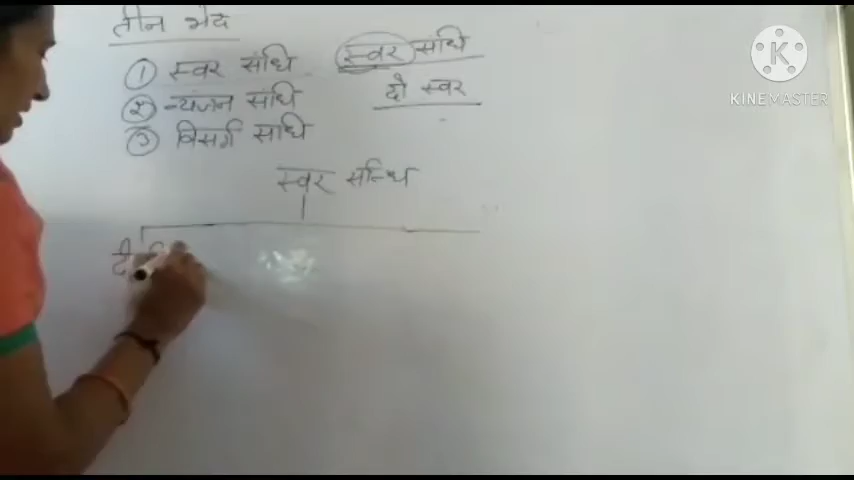 तीन भेद
① स्वर संधि
② व्यंजन संधि
③ विसर्ग संधि
स्वर संधि
दो स्वर
स्वर सन्धि
दी
KINEMASTER